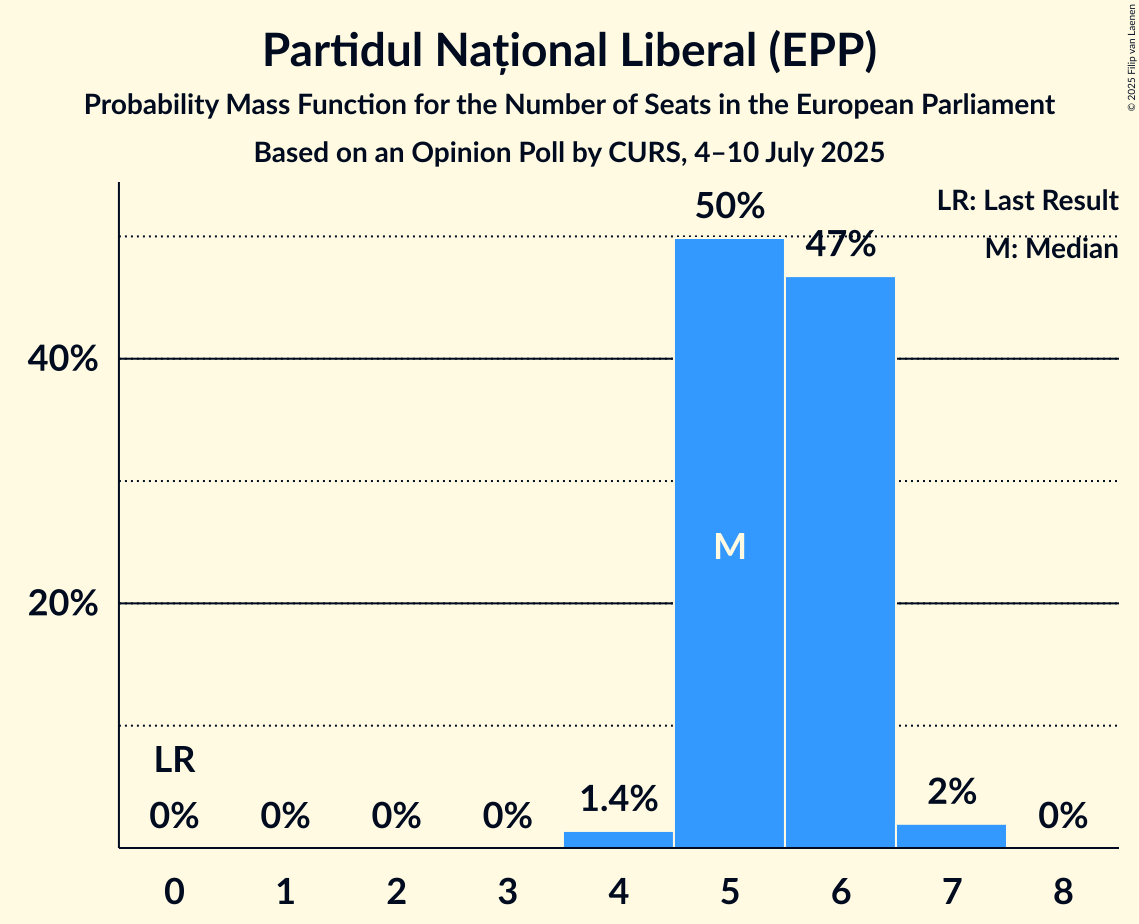 Partidul Național Liberal (EPP)
Probability Mass Function for the Number of Seats in the European Parliament
Based on an Opinion Poll by CURS, 4–10 July 2025
© 2025 Filip van Laenen
LR: Last Result
M: Median
50%
47%
40%
M
20%
LR
0%
0%
0%
0%
1.4%
2%
0%
0
1
2
3
4
5
6
7
8